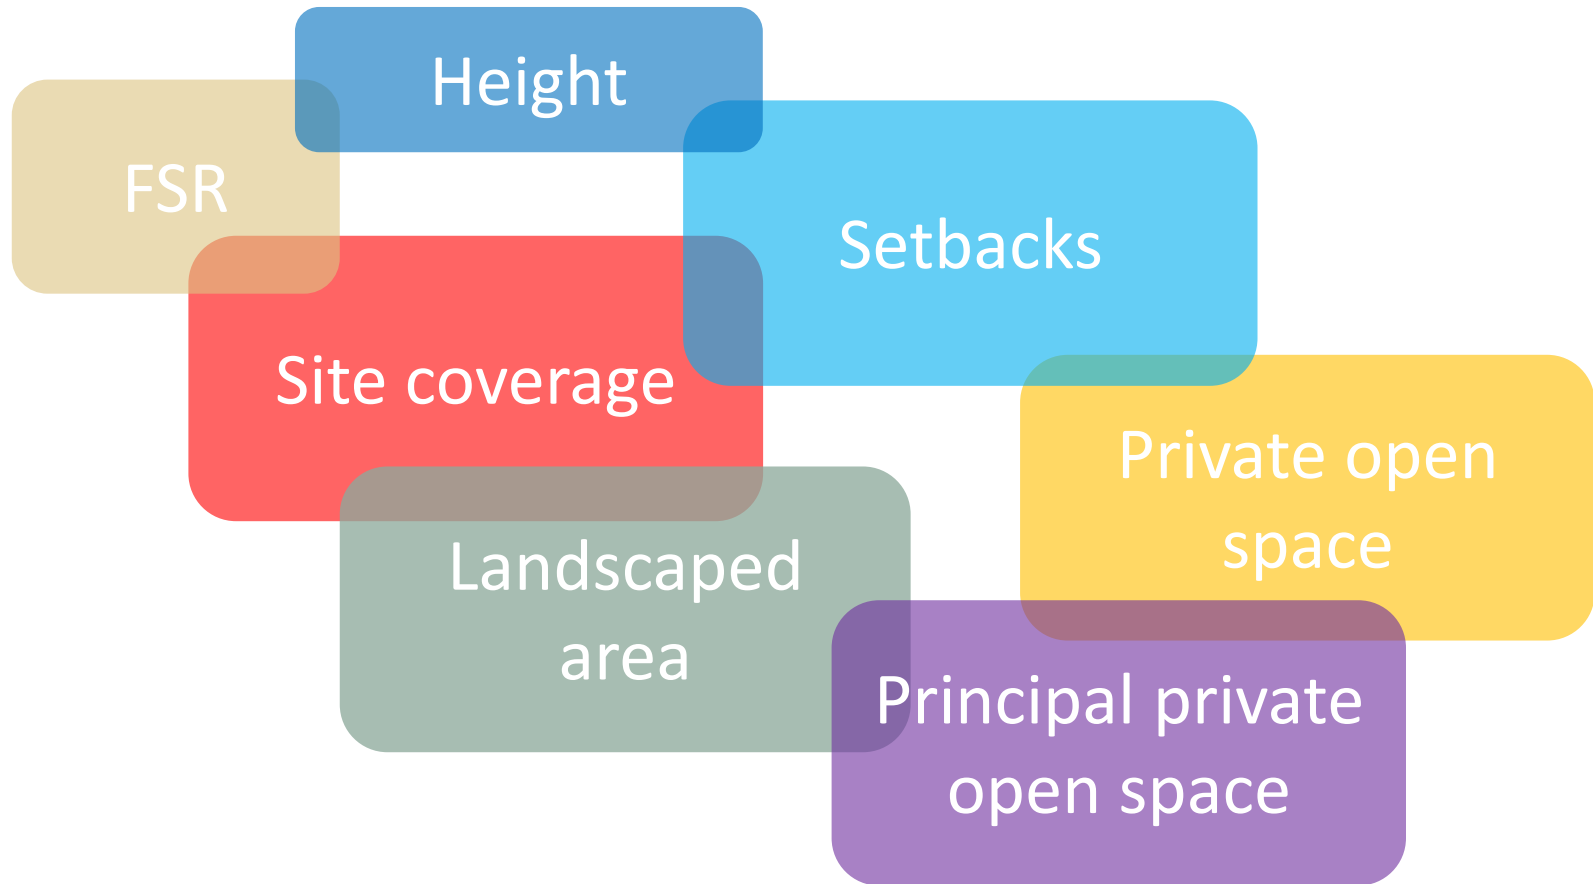 Height
FSR
Setbacks
Site coverage
Private open
space
Landscaped
area
Principal private
open space